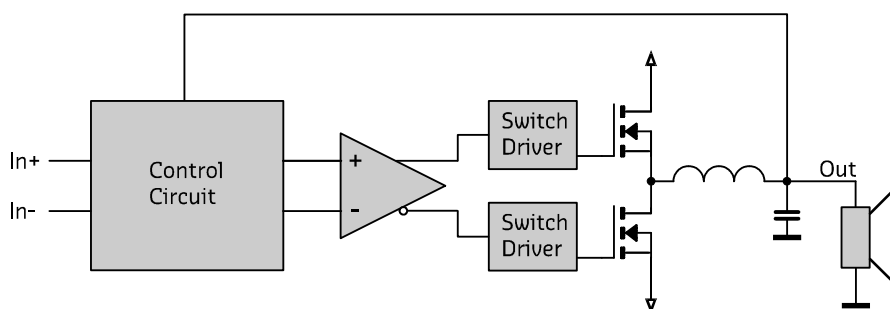 In+
In-
Control
Circuit
+
-
Switch
Driver
Switch
Driver
Out